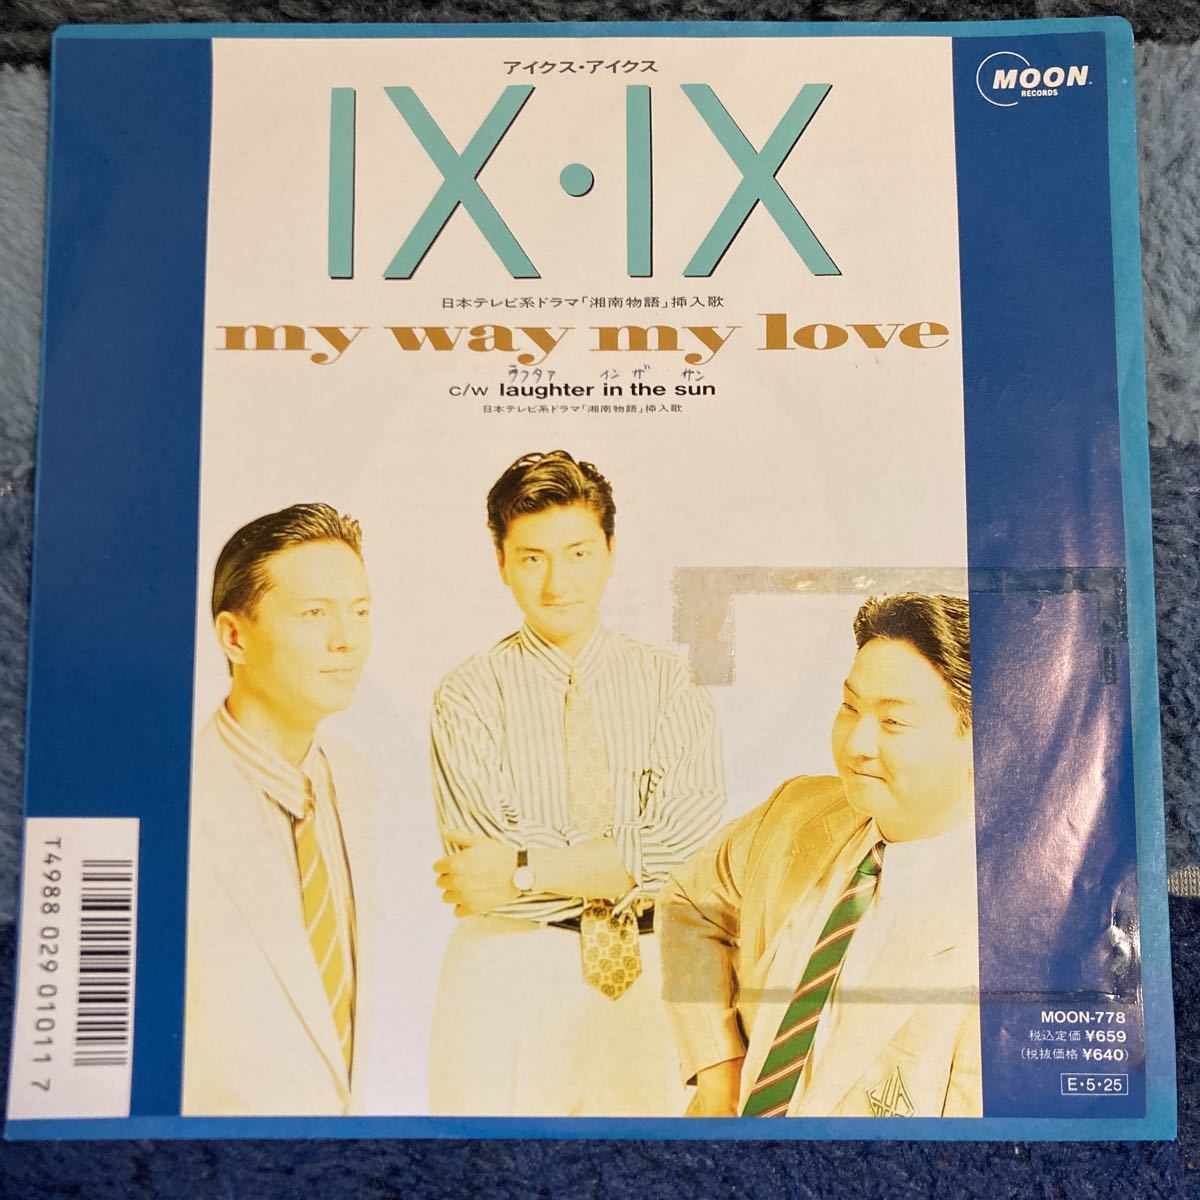 アイクス・アイクス
MOON
RECORDS
IX・IX
日本テレビ系ドラマ「湘南物語」挿入歌
my way my love
ラフタァ イン ザ サン
c/w laughter in the sun
日本テレビ系ドラマ「湘南物語」挿入歌
T4988 029 01011 7
MOON-778
税込定価 ¥659
(税抜価格 ¥640)
E・5・25